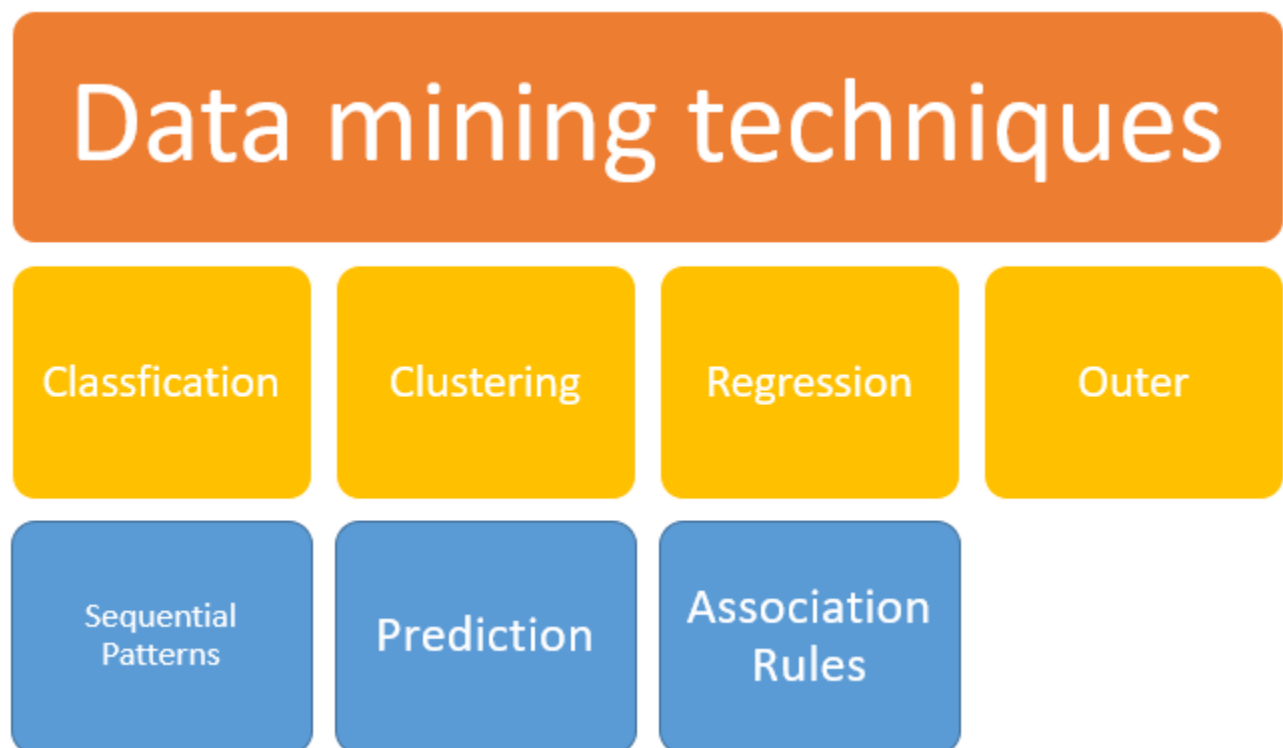 Data mining techniques
Classfication
Clustering
Regression
Outer
Sequential
Patterns
Prediction
Association
Rules